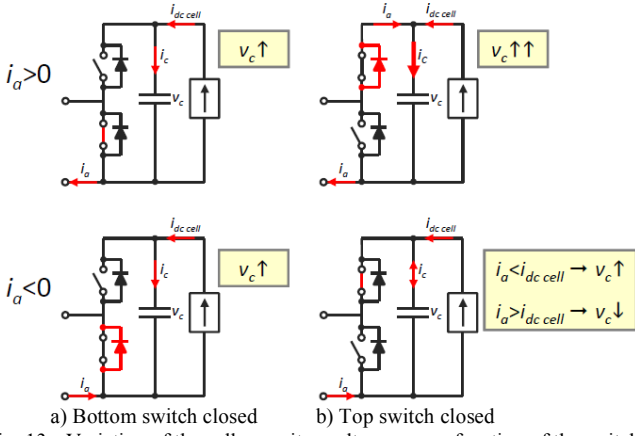 i_a>0
i_dc cell
i_c
v_c
i_a
v_c↑
i_a
i_dc cell
i_c
v_c
i_a
v_c↑↑
i_a<0
i_dc cell
i_c
v_c
i_a
v_c↑
i_dc cell
i_c
v_c
i_a
i_a<i_dc cell → v_c↑
i_a>i_dc cell → v_c↓
a) Bottom switch closed
b) Top switch closed